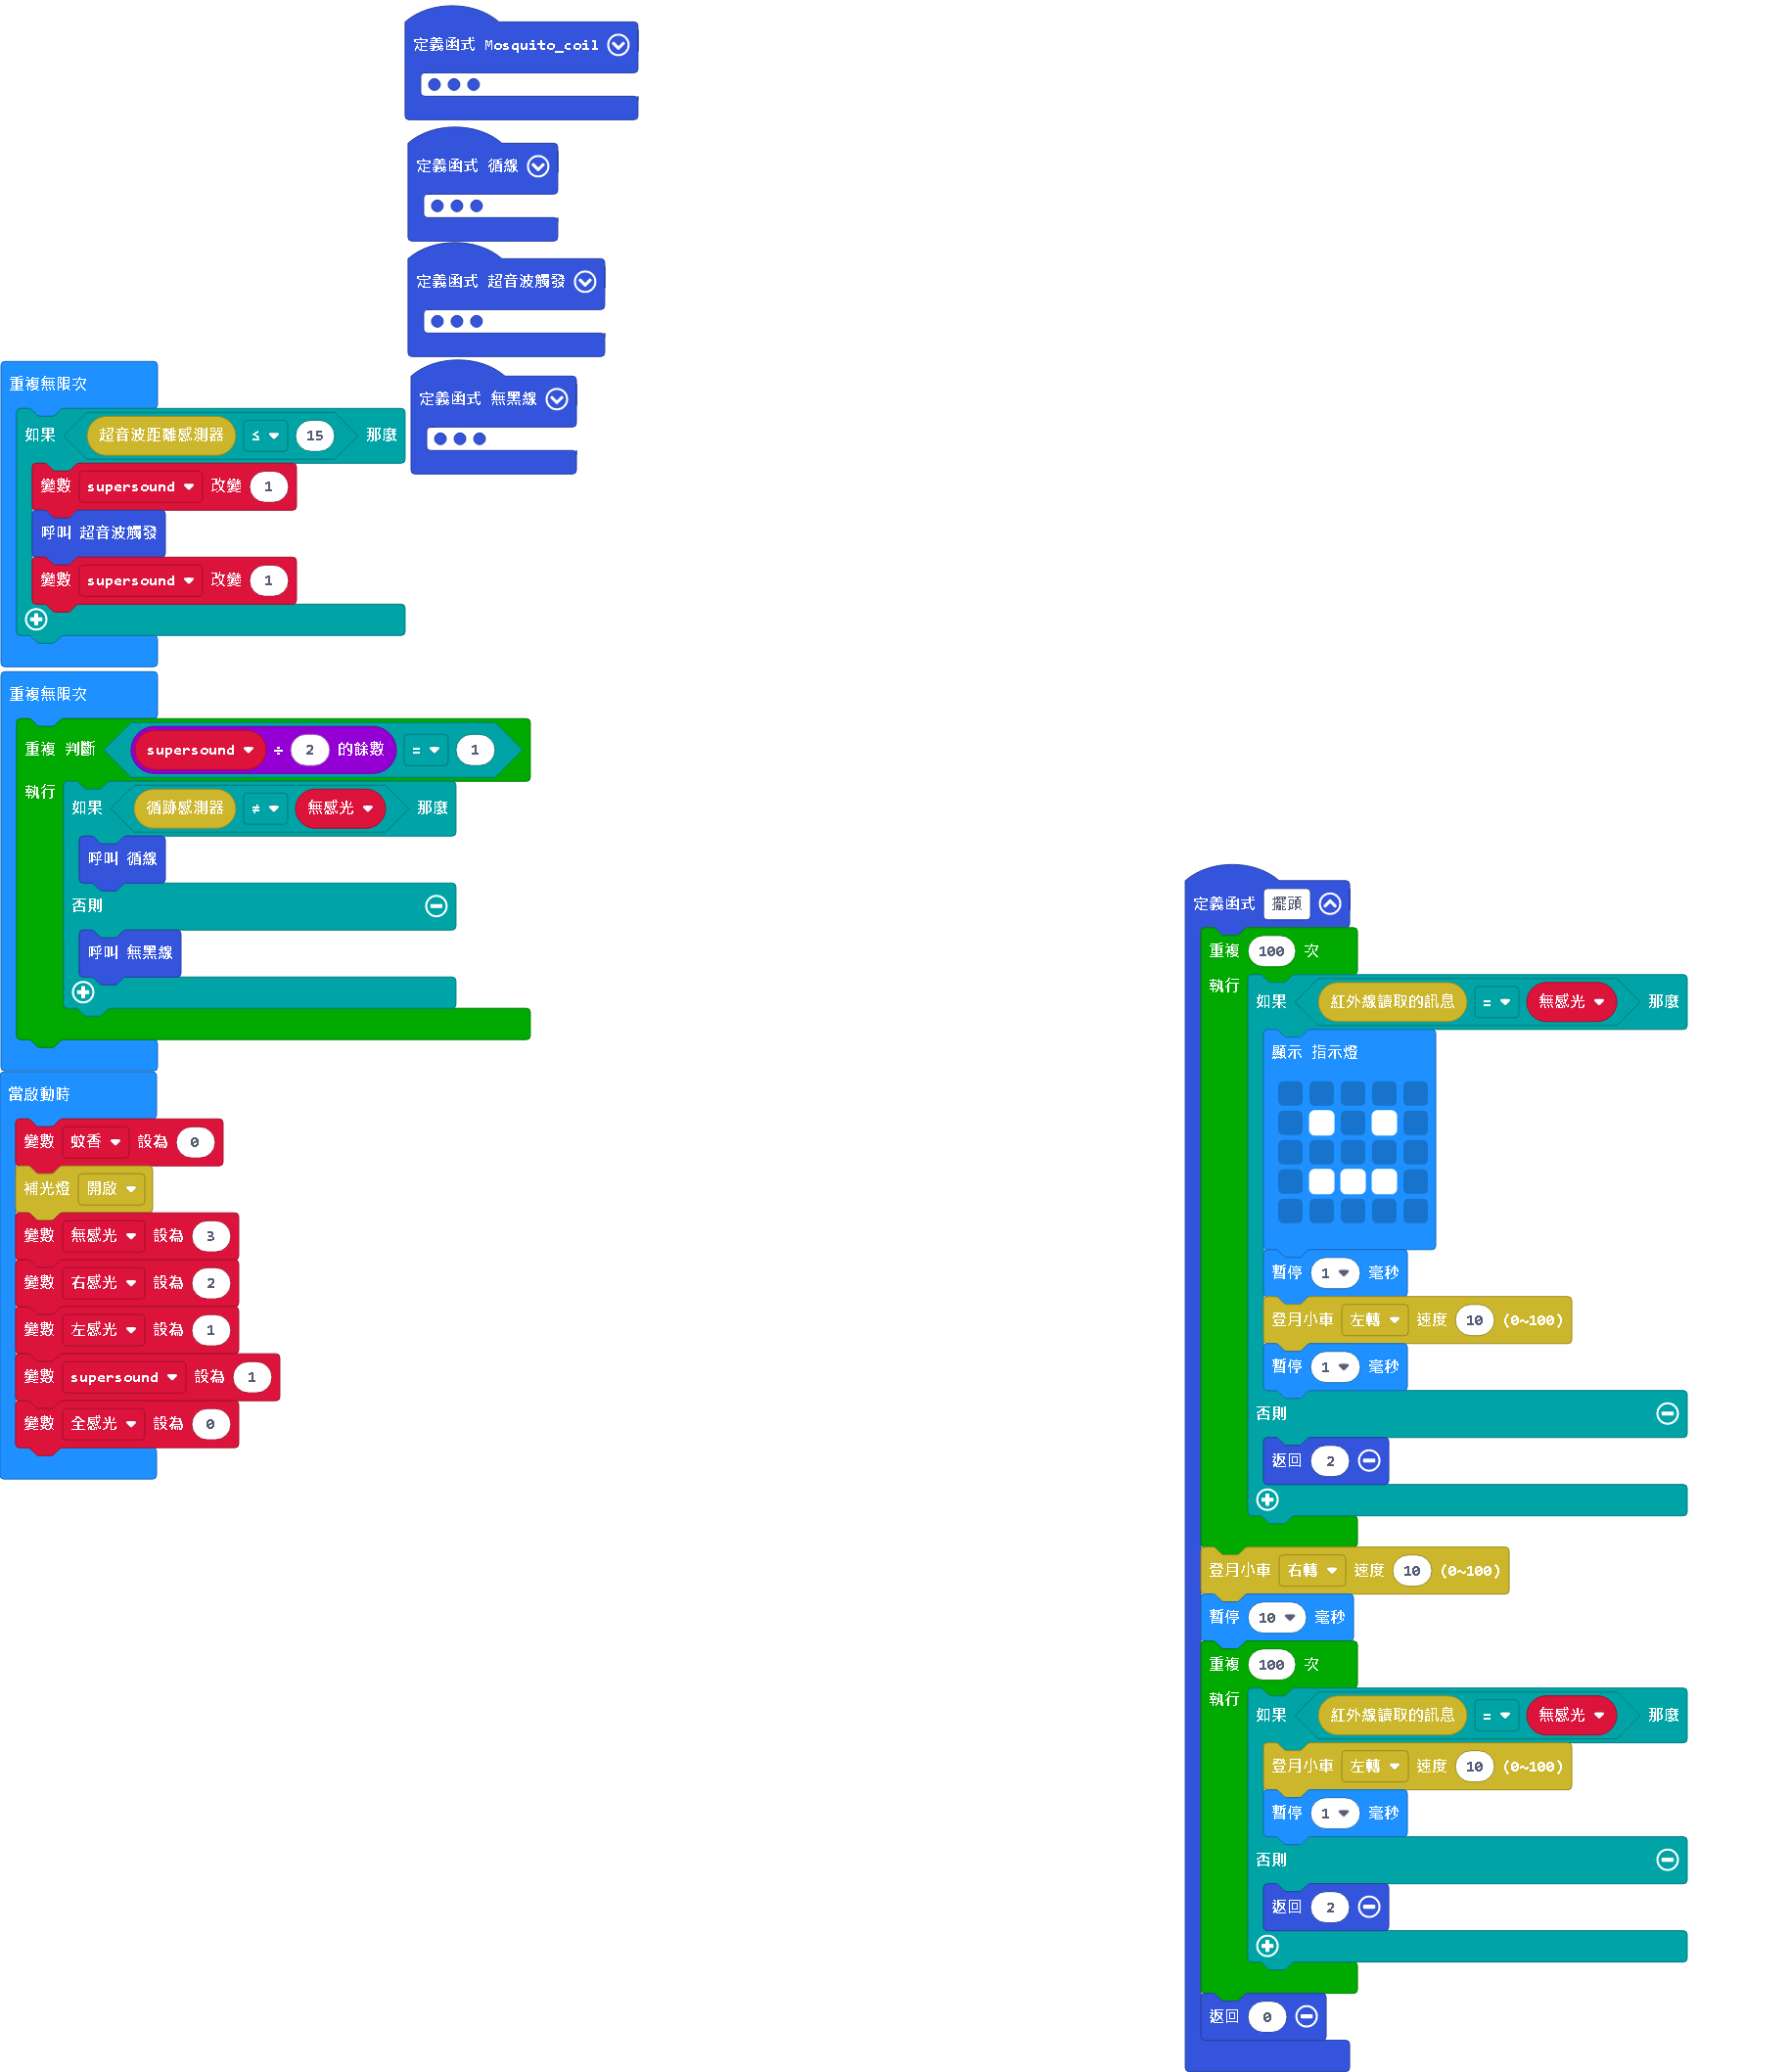 定義函式 Mosquito_coil
定義函式 循線
定義函式 超音波觸發
定義函式 無黑線
重複無限次
如果 超音波距離感測器 ≤ 15 那麼
變數 supersound 改變 1
呼叫 超音波觸發
變數 supersound 改變 1
重複無限次
重複 判斷 supersound ÷ 2 的餘數 = 1
執行
如果 循跡感測器 ≠ 無感光 那麼
呼叫 循線
否則
呼叫 無黑線
當啟動時
變數 蚊香 設為 0
補光燈 開啟
變數 無感光 設為 3
變數 右感光 設為 2
變數 左感光 設為 1
變數 supersound 設為 1
變數 全感光 設為 0
定義函式 擺頭
重複 100 次
執行
如果 紅外線讀取的訊息 = 無感光 那麼
顯示 指示燈
暫停 1 毫秒
登月小車 左轉 速度 10 (0~100)
暫停 1 毫秒
否則
返回 2
登月小車 右轉 速度 10 (0~100)
暫停 10 毫秒
重複 100 次
執行
如果 紅外線讀取的訊息 = 無感光 那麼
登月小車 左轉 速度 10 (0~100)
暫停 1 毫秒
否則
返回 2
返回 0